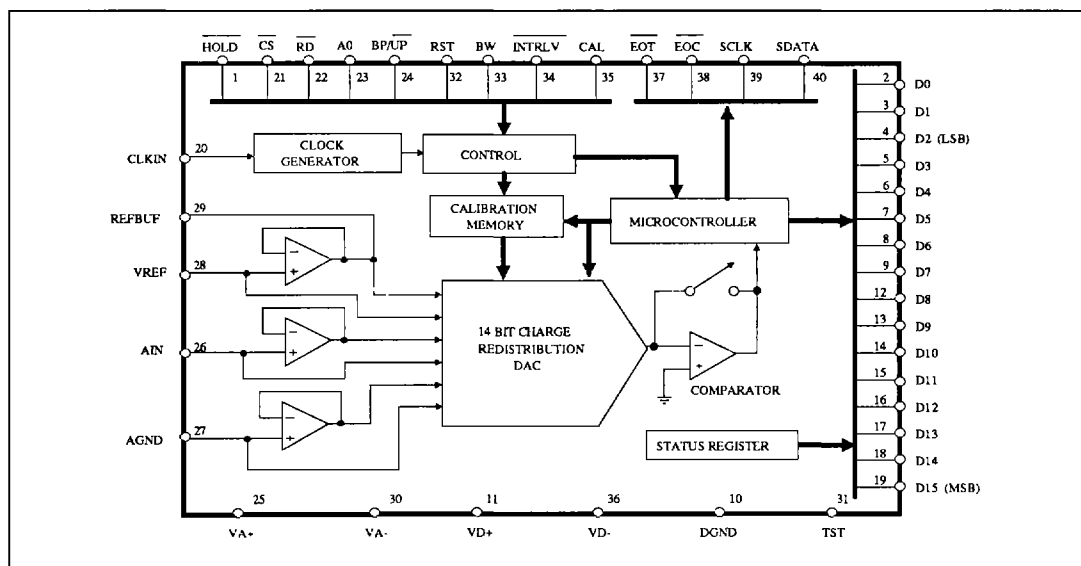 HOLD CS RD A0 BP/UP RST BW INTRLV CAL EOT EOC SCLK SDATA
1 21 22 23 24 32 33 34 35 37 38 39 40
2 D0
3 D1
4 D2 (LSB)
5 D3
6 D4
7 D5
8 D6
9 D7
12 D8
13 D9
14 D10
15 D11
16 D12
17 D13
18 D14
19 D15 (MSB)
CLKIN 20
CLOCK
GENERATOR
CONTROL
REFBUF 29
CALIBRATION
MEMORY
MICROCONTROLLER
VREF 28
- +
AIN 26
- +
AGND 27
- +
14 BIT CHARGE
REDISTRIBUTION
DAC
- +
COMPARATOR
STATUS REGISTER
25 30 11 36 10 31
VA+ VA- VD+ VD- DGND TST